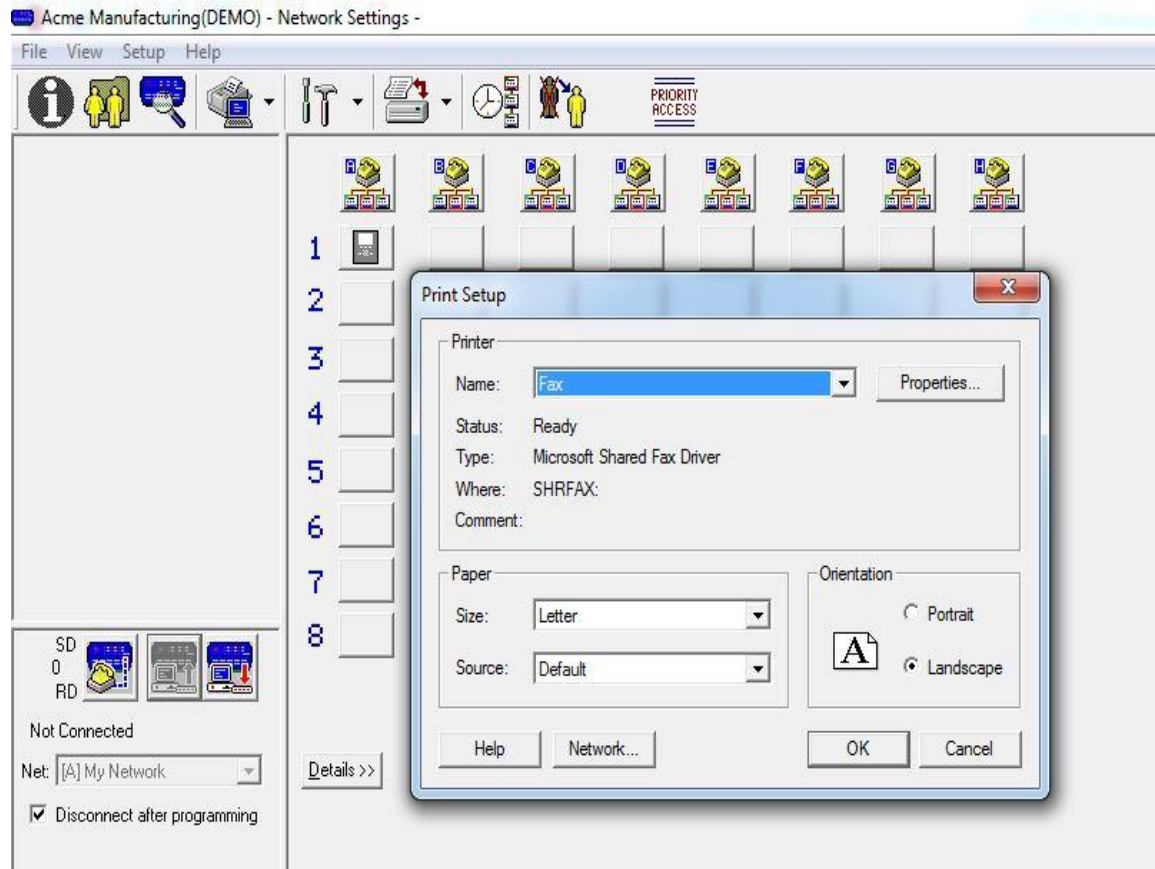 Acme Manufacturing(DEMO) - Network Settings -
File View Setup Help
PRIORITY
ACCESS
A B C D E F G H
1
2
3
4
5
6
7
8
Print Setup
Printer
Name: Fax Properties...
Status: Ready
Type: Microsoft Shared Fax Driver
Where: SHRFAX:
Comment:
Paper
Size: Letter
Source: Default
Orientation
Portrait
A Landscape
Help Network... OK Cancel
SD
0
RD
Not Connected
Net: [A] My Network
Disconnect after programming
Details >>